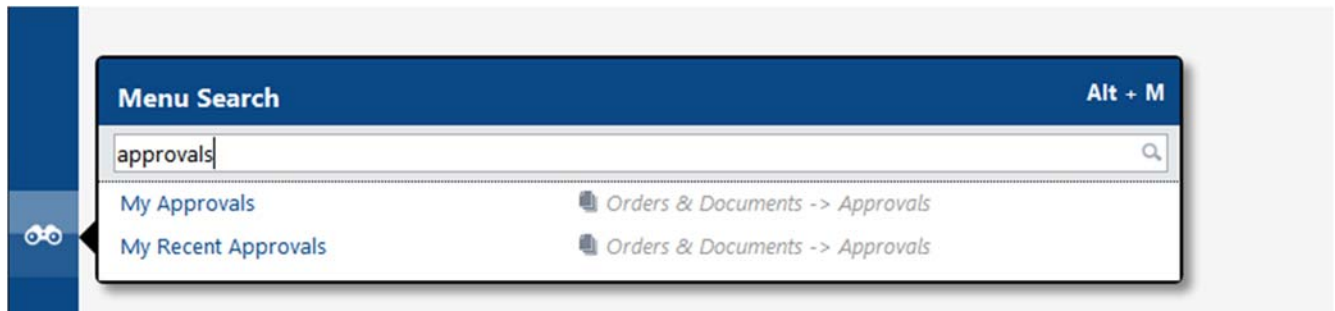 Menu Search Alt + M
approvals
My Approvals Orders & Documents -> Approvals
My Recent Approvals Orders & Documents -> Approvals